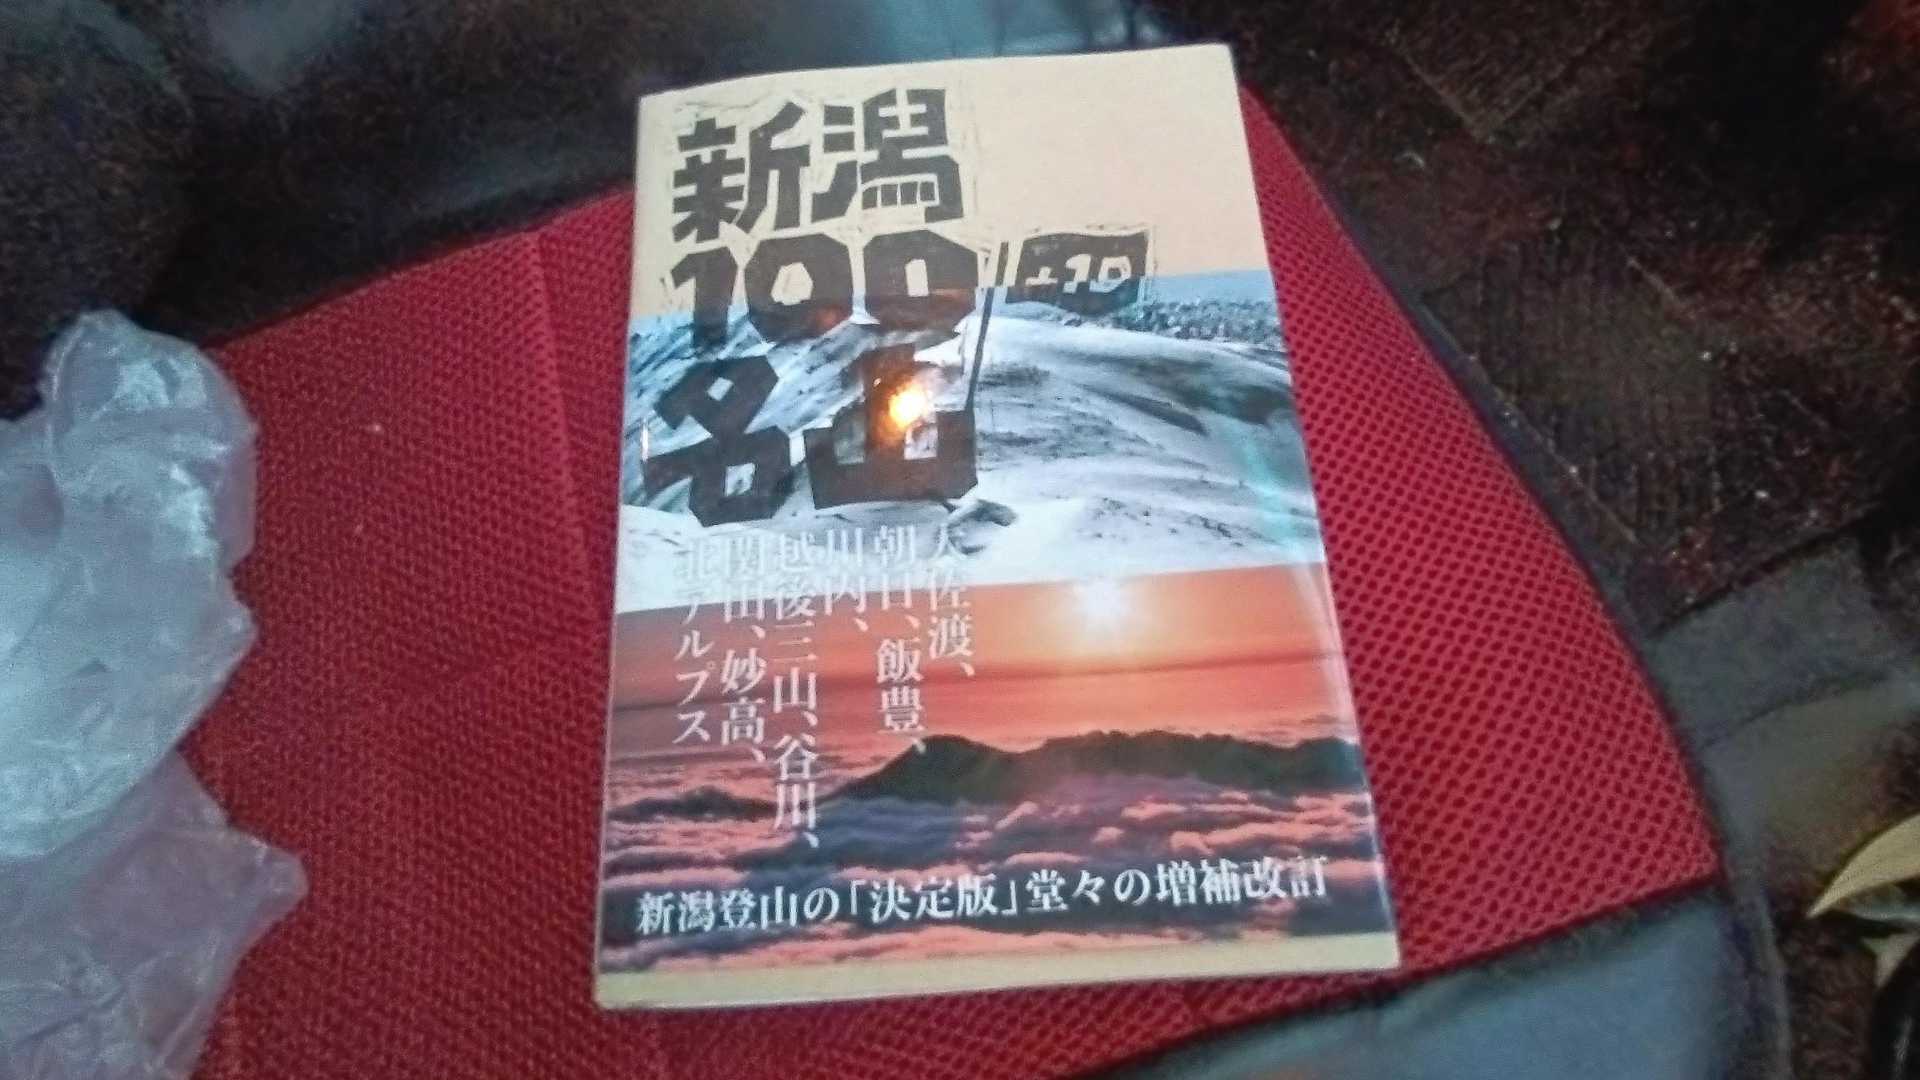 新潟
100
+10
名山
大佐渡、
朝日、飯豊、
川内、
越後三山、谷川、
関田、妙高、
北アルプス
新潟登山の「決定版」堂々の増補改訂